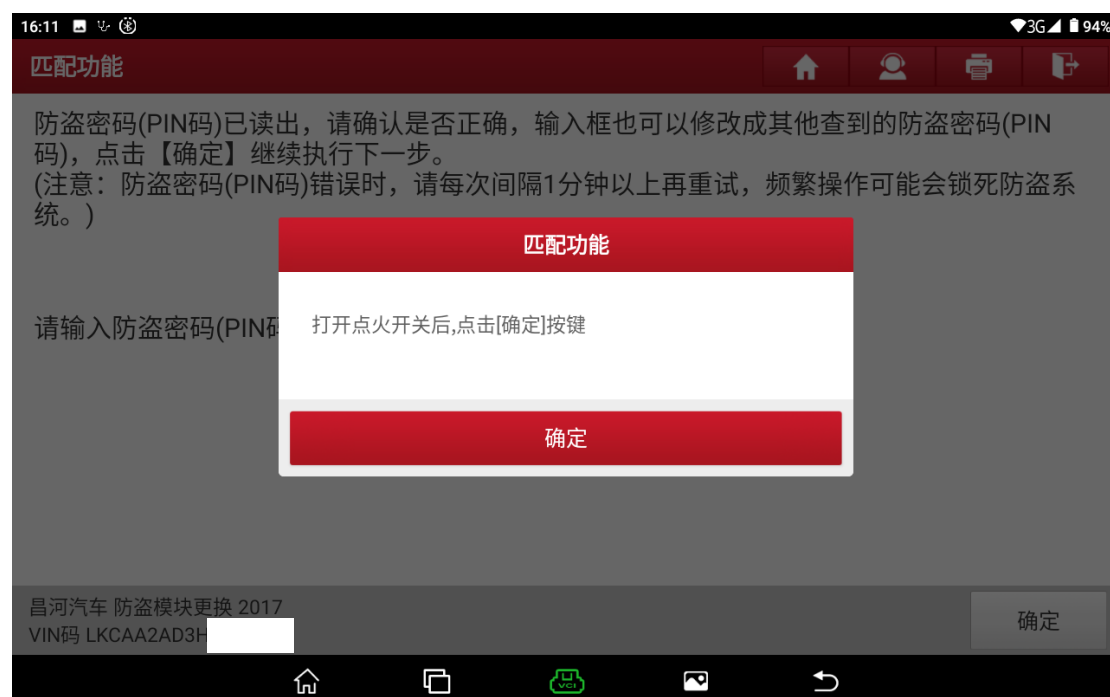 16:11
3G
94%
匹配功能
防盗密码(PIN码)已读出，请确认是否正确，输入框也可以修改成其他查到的防盗密码(PIN
码)，点击【确定】继续执行下一步。
(注意：防盗密码(PIN码)错误时，请每次间隔1分钟以上再重试，频繁操作可能会锁死防盗系
统。)
匹配功能
请输入防盗密码(PIN码
打开点火开关后,点击[确定]按键
确定
昌河汽车 防盗模块更换 2017
VIN码 LKCAA2AD3H
确定
VCI